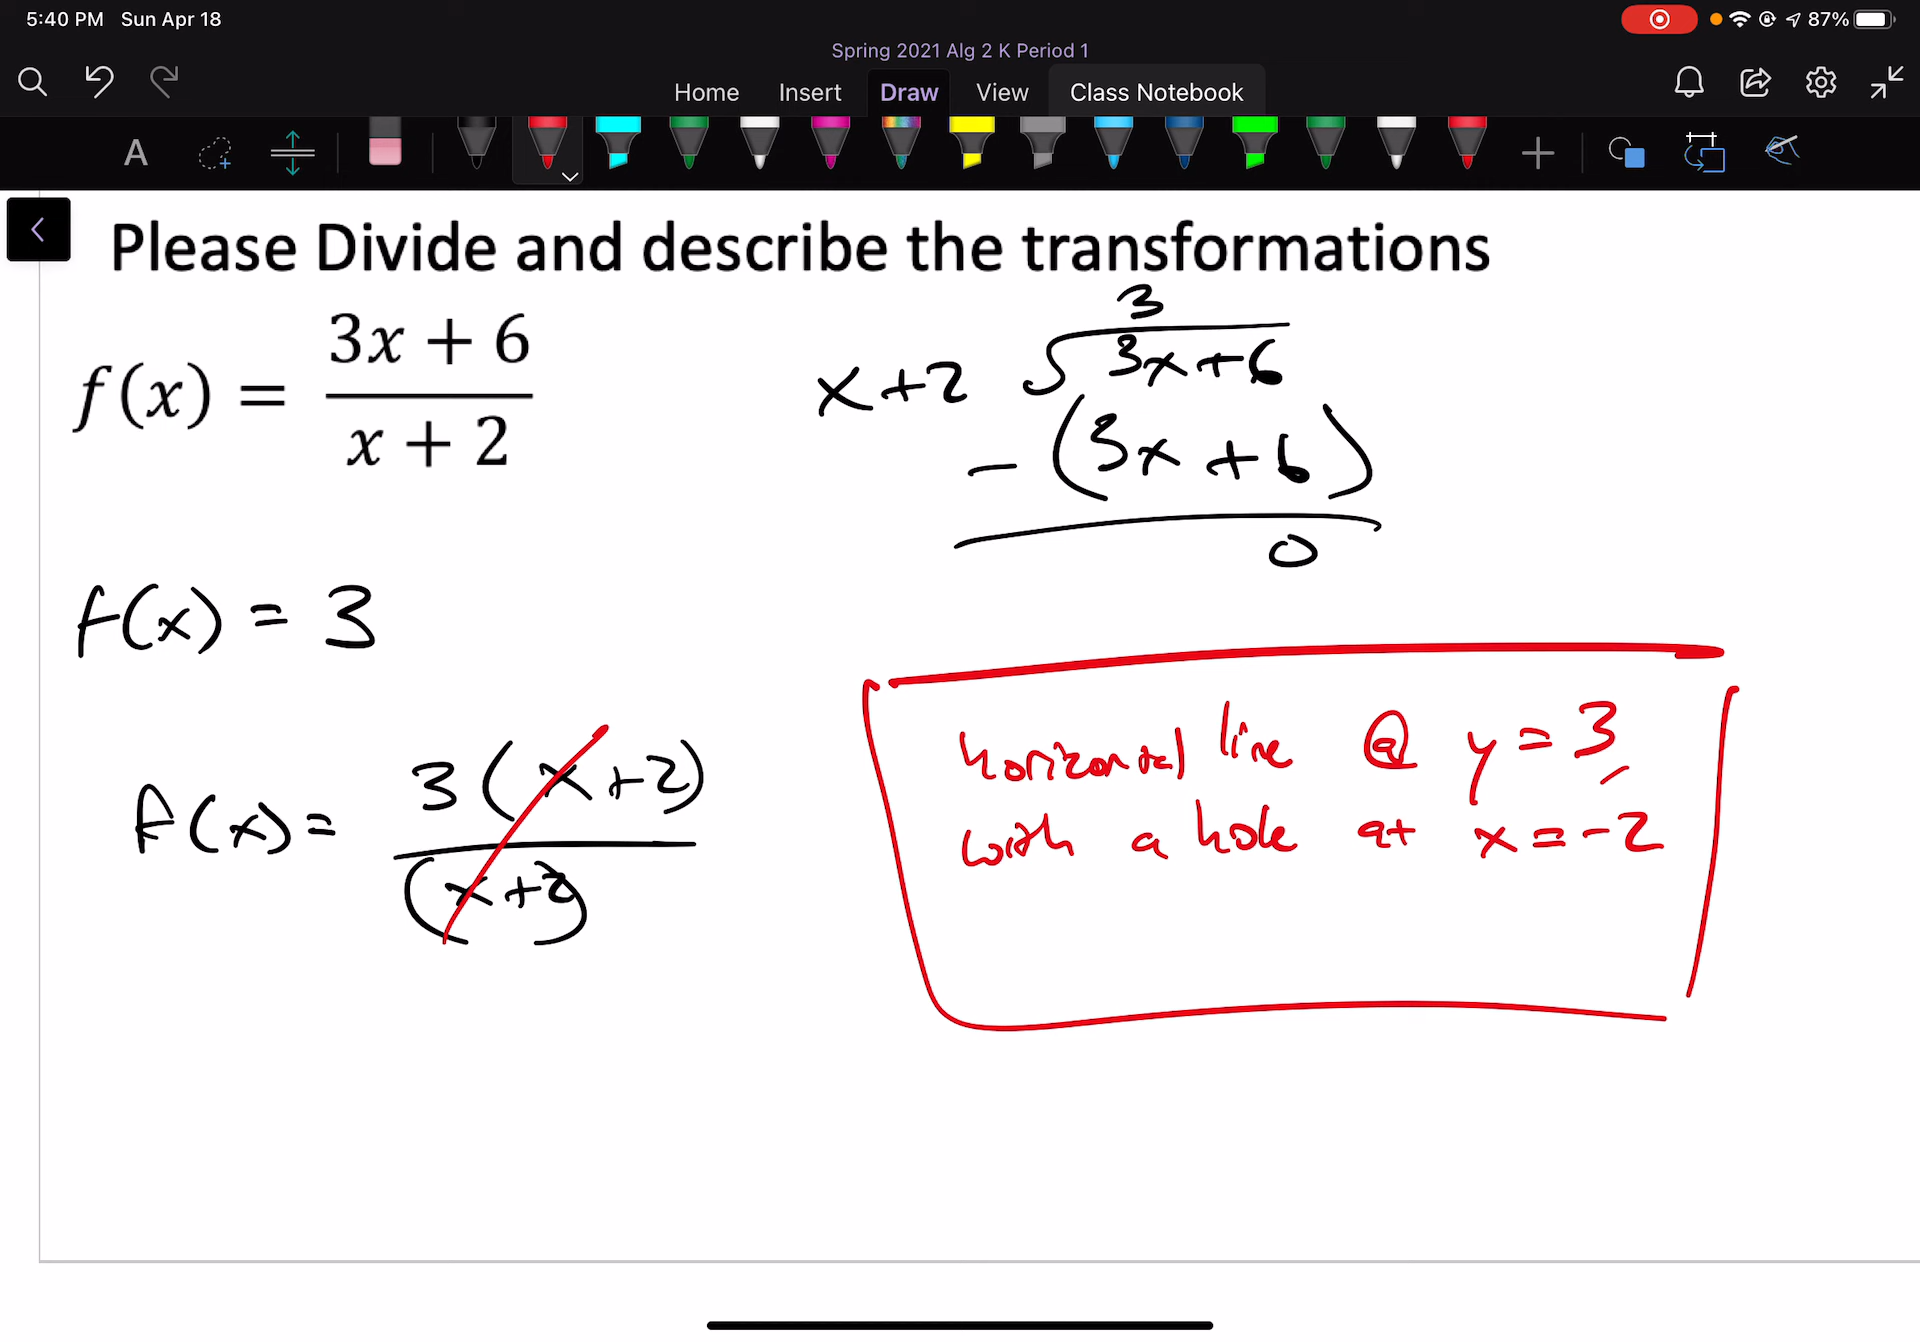 5:40 PM Sun Apr 18
87%
Spring 2021 Alg 2 K Period 1
Home Insert Draw View Class Notebook
A
Please Divide and describe the transformations
f(x) = (3x + 6)/(x + 2)
3
x+2 √3x+6
- (3x + 6)
0
f(x) = 3
f(x) = 3(x+2)/(x+2)
horizontal line @ y = 3,
with a hole at x = -2